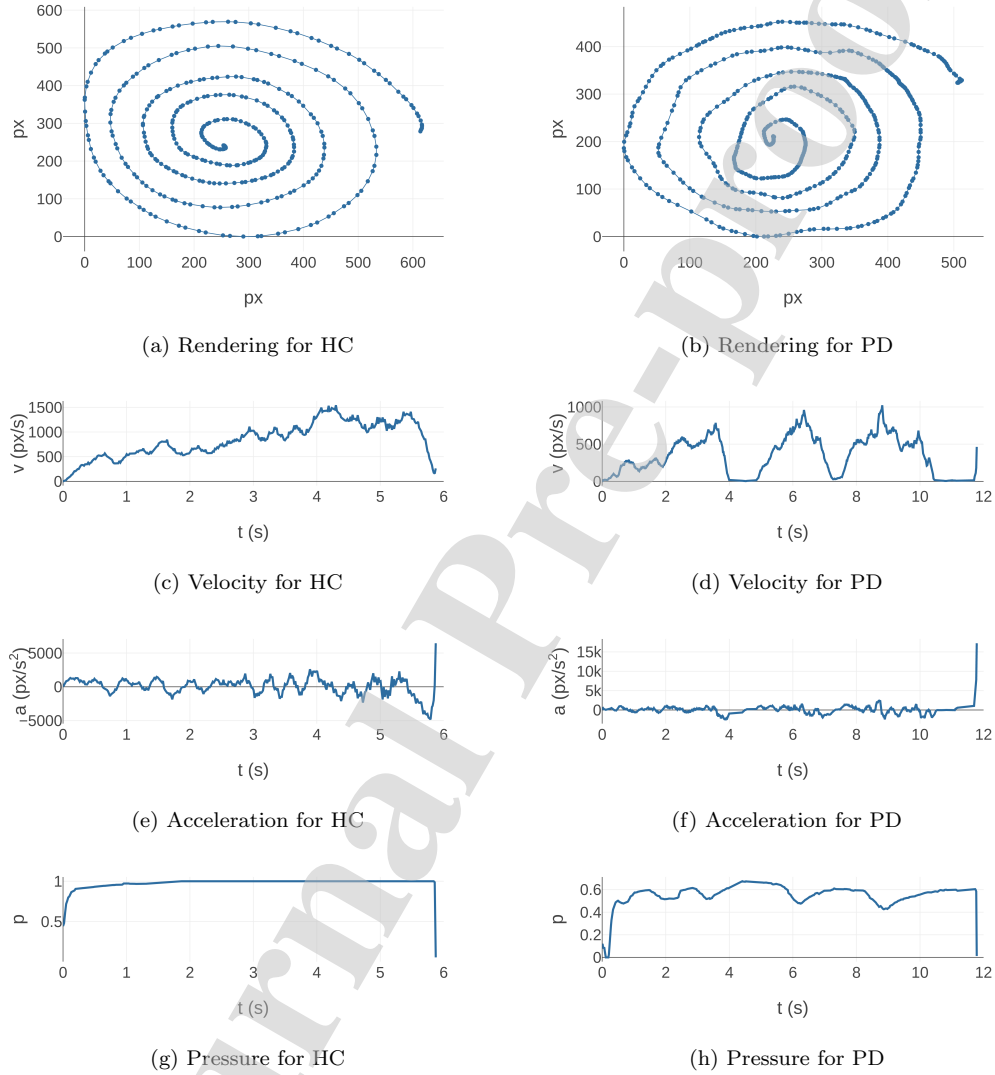 600
500
400
300
200
100
0
px
0 100 200 300 400 500 600
px
400
300
200
100
0
px
0 100 200 300 400 500
px
(a) Rendering for HC
(b) Rendering for PD
1500
1000
500
0
v (px/s)
0 1 2 3 4 5 6
t (s)
1000
500
0
v (px/s)
0 2 4 6 8 10 12
t (s)
(c) Velocity for HC
(d) Velocity for PD
5000
0
−5000
a (px/s²)
0 1 2 3 4 5 6
t (s)
15k
10k
5k
0
a (px/s²)
0 2 4 6 8 10 12
t (s)
(e) Acceleration for HC
(f) Acceleration for PD
1
0.5
p
0 1 2 3 4 5 6
t (s)
0.6
0.4
0.2
0
p
0 2 4 6 8 10 12
t (s)
(g) Pressure for HC
(h) Pressure for PD